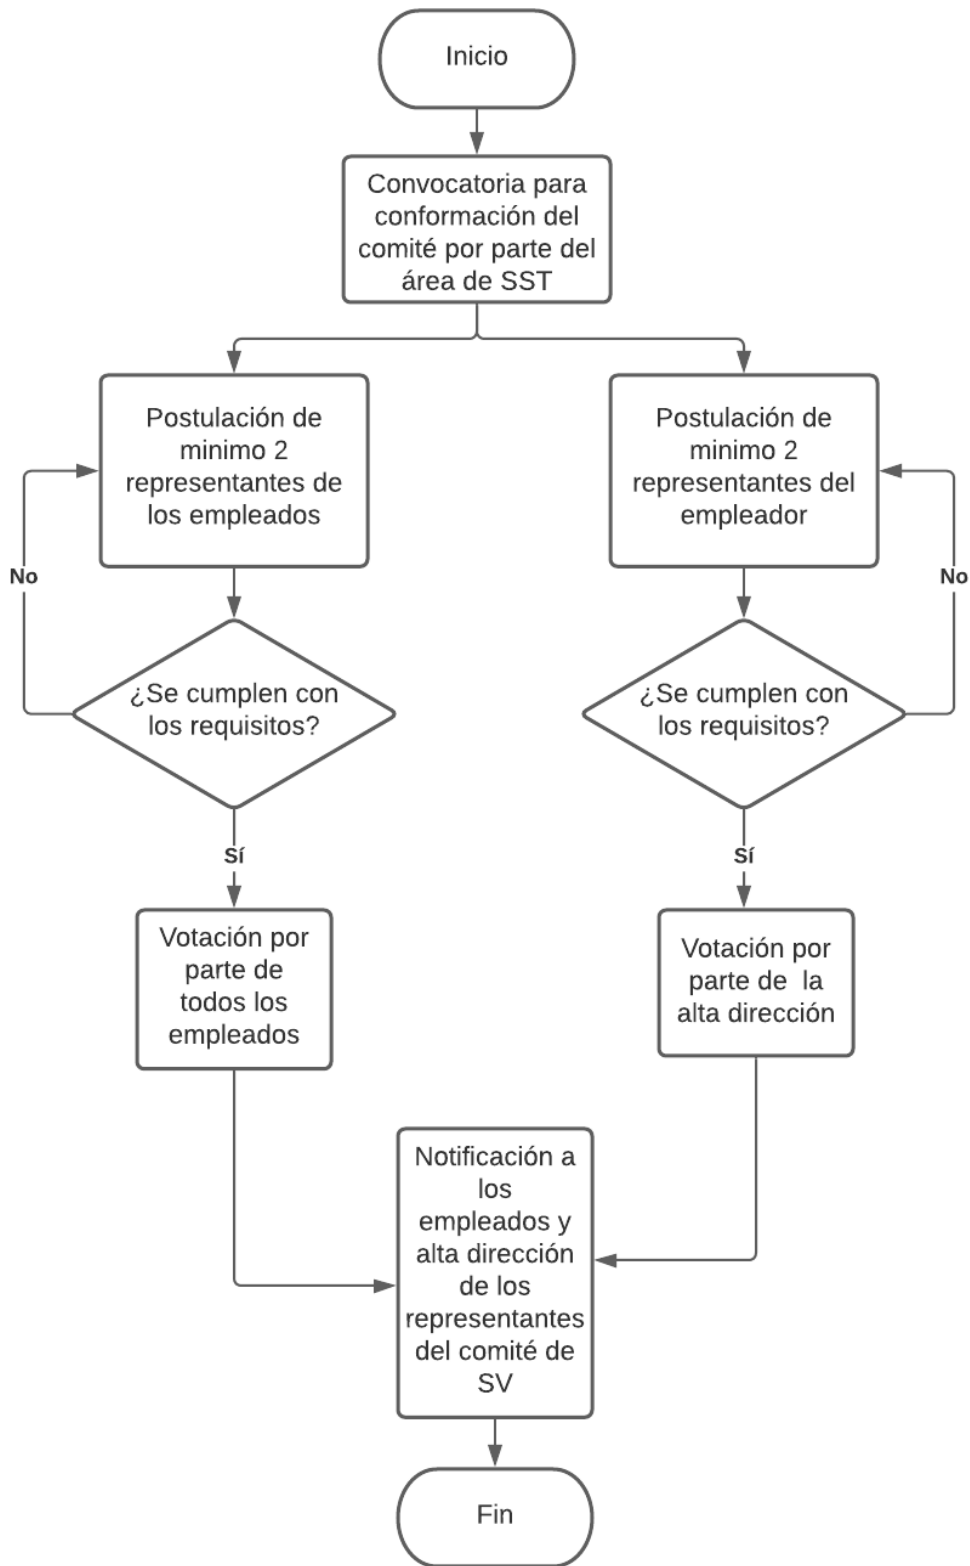 Inicio
Convocatoria para
conformación del
comité por parte del
área de SST
Postulación de
minimo 2
representantes de
los empleados
Postulación de
minimo 2
representantes del
empleador
No
No
¿Se cumplen con
los requisitos?
¿Se cumplen con
los requisitos?
Sí
Sí
Votación por
parte de
todos los
empleados
Votación por
parte de  la
alta dirección
Notificación a
los
empleados y
alta dirección
de los
representantes
del comité de
SV
Fin